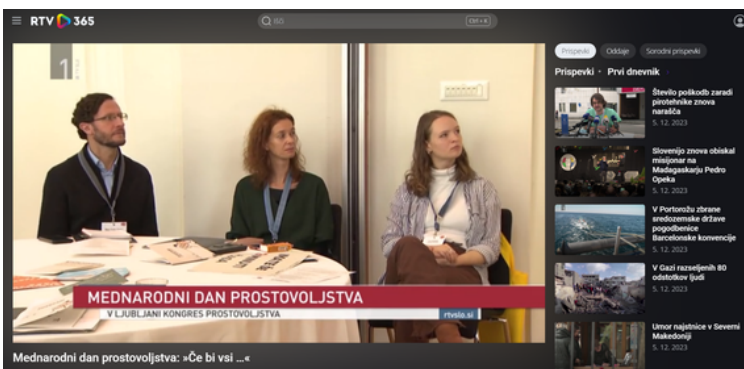 RTV 365
Išči
Ctrl + K
1
MEDNARODNI DAN PROSTOVOLJSTVA
V LJUBLJANI KONGRES PROSTOVOLJSTVA
rtvslo.si
Mednarodni dan prostovoljstva: »Če bi vsi ...«
Prispevki
Oddaje
Sorodni prispevki
Prispevki · Prvi dnevnik
Število poškodb zaradi
pirotehnike znova
narašča
5. 12. 2023
Slovenijo znova obiskal
misijonar na
Madagaskarju Pedro
Opeka
5. 12. 2023
V Portorožu zbrane
sredozemske države
pogodbenice
Barcelonske konvencije
5. 12. 2023
V Gazi razseljenih 80
odstotkov ljudi
5. 12. 2023
Umor najstnice v Severni
Makedoniji
5. 12. 2023